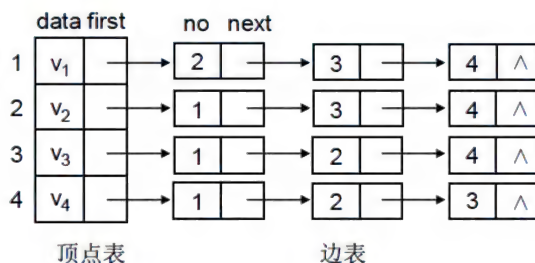 data first no next
1 v₁ 2 3 4 ∧
2 v₂ 1 3 4 ∧
3 v₃ 1 2 4 ∧
4 v₄ 1 2 3 ∧
顶点表 边表